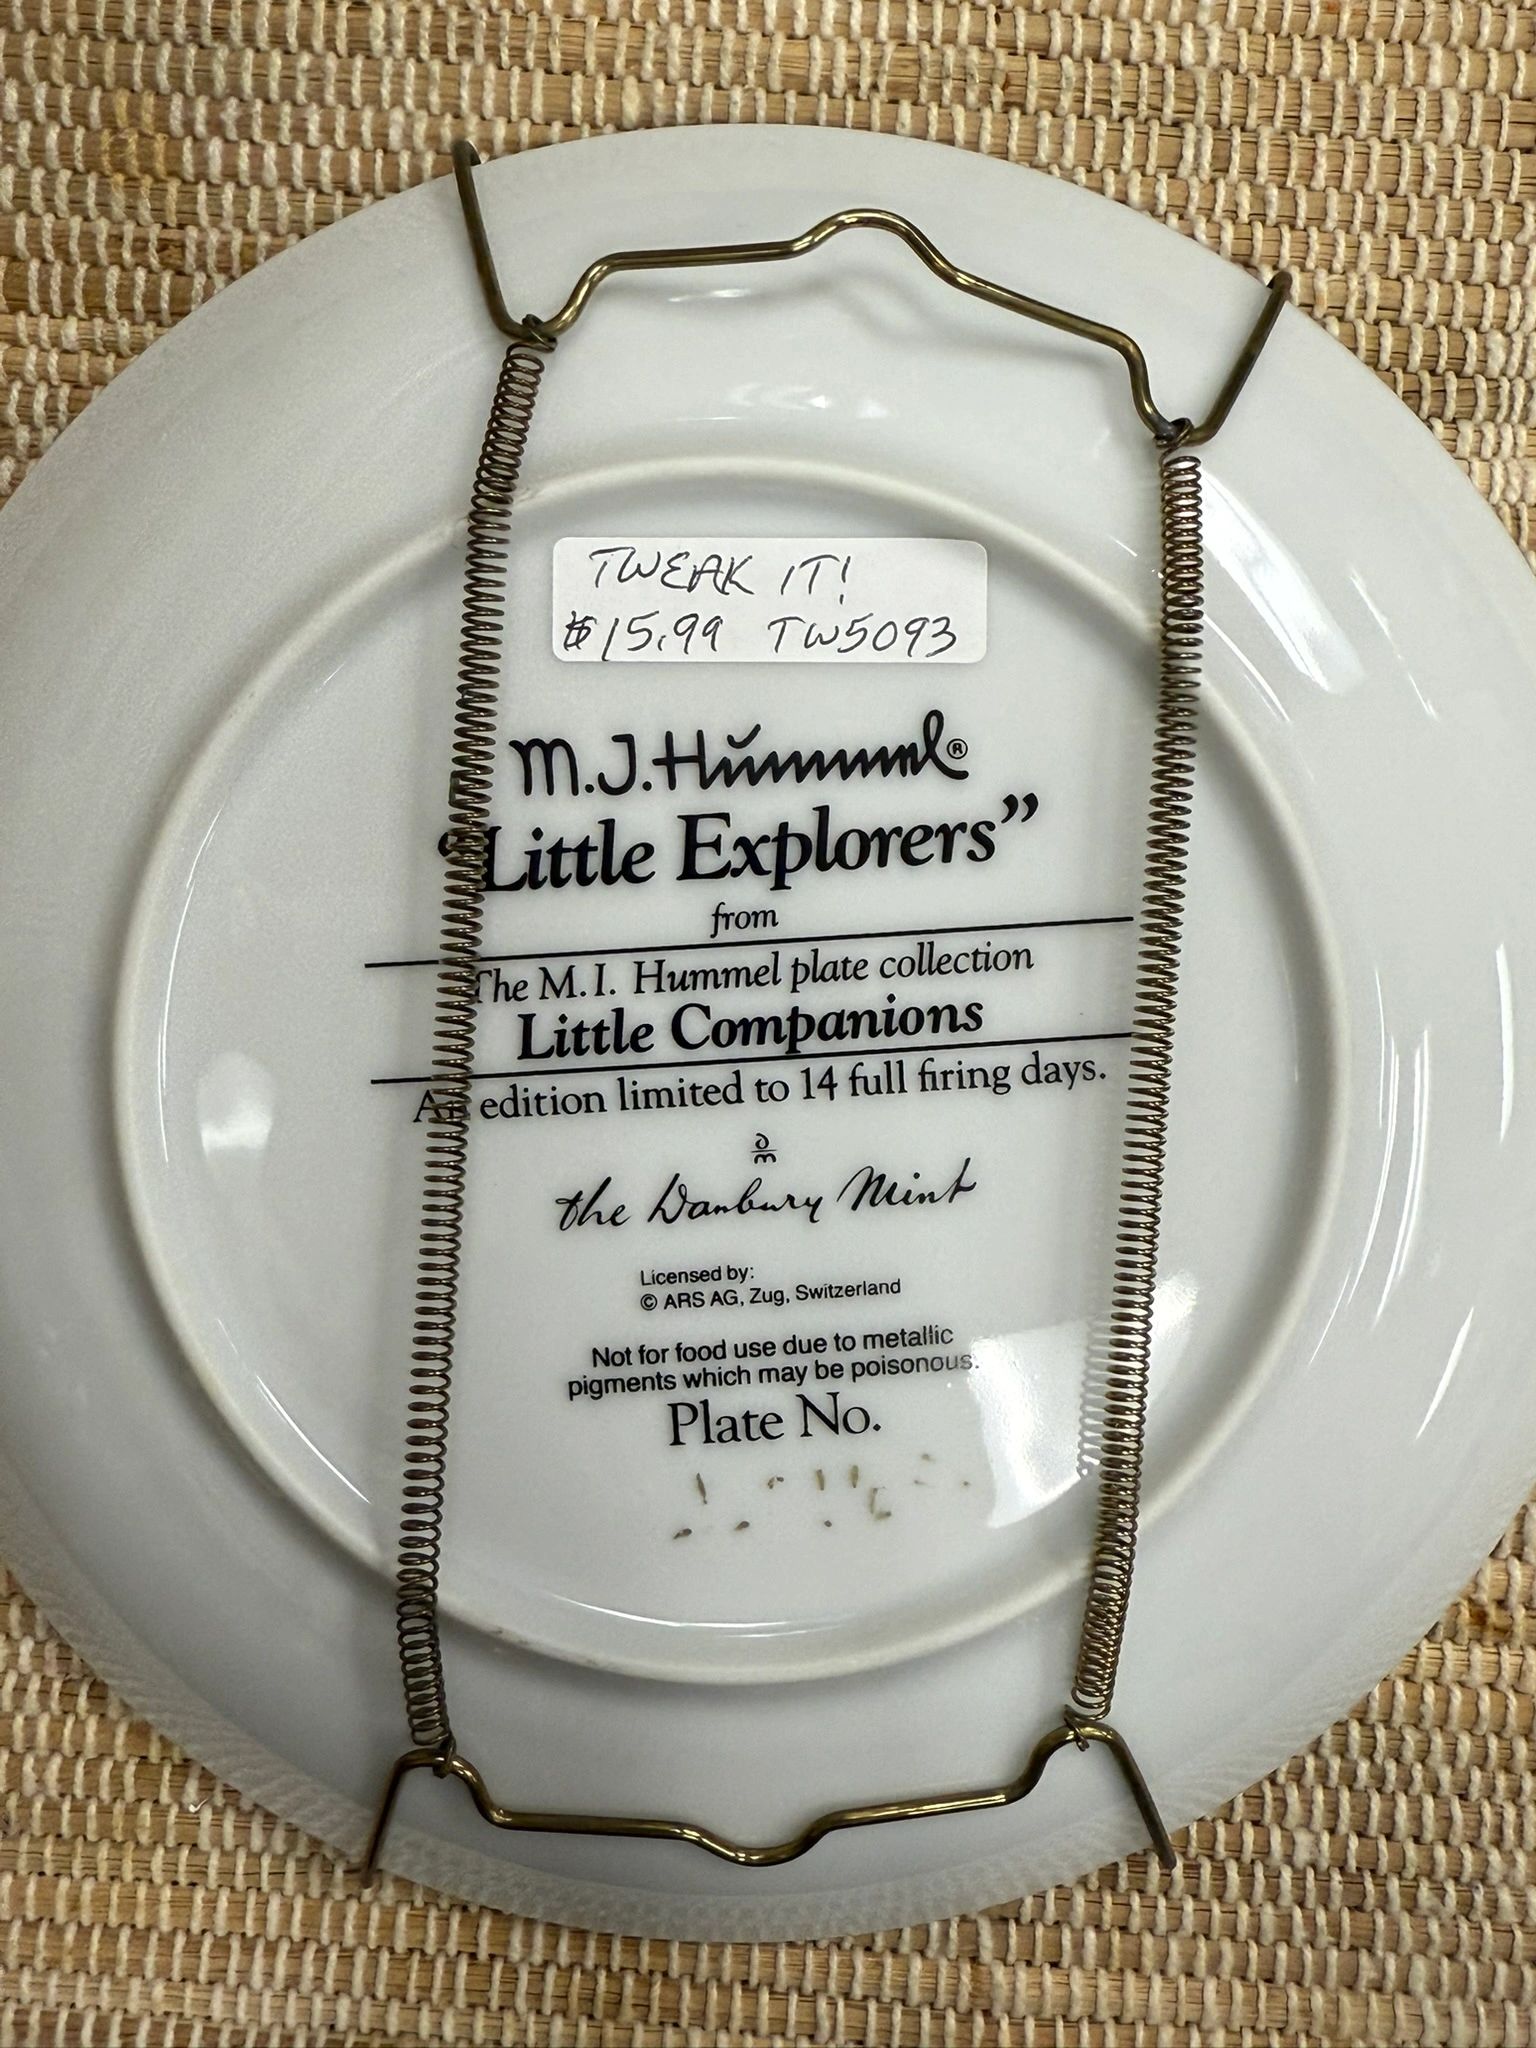 TWEAK IT!
$15.99 TW5093
M.J.Hummel®
“Little Explorers”
from
The M.I. Hummel plate collection
Little Companions
An edition limited to 14 full firing days.
the Danbury Mint
Licensed by:
© ARS AG, Zug, Switzerland
Not for food use due to metallic
pigments which may be poisonous.
Plate No.